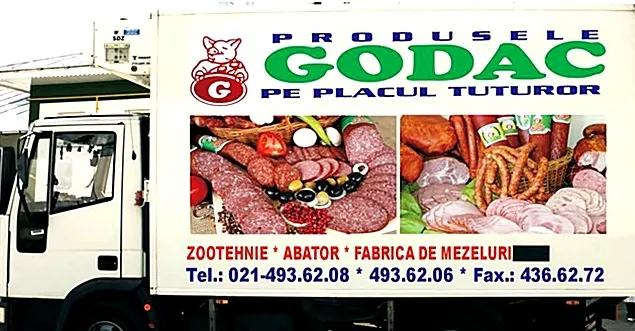 PRODUSELE
GODAC
G
PE PLACUL TUTUROR
ZOOTEHNIE * ABATOR * FABRICA DE MEZELURI
Tel.: 021-493.62.08 * 493.62.06 * Fax.: 436.62.72